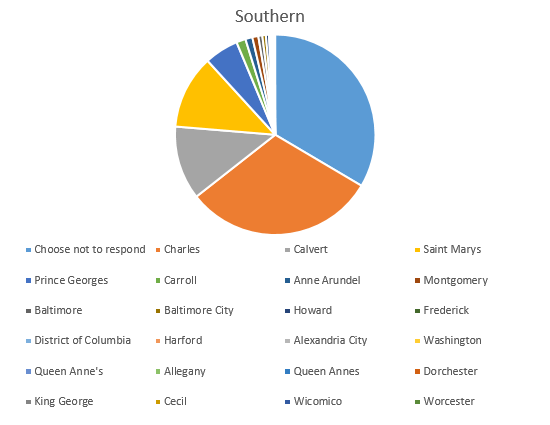 Southern
Choose not to respond Charles Calvert Saint Marys
Prince Georges Carroll Anne Arundel Montgomery
Baltimore Baltimore City Howard Frederick
District of Columbia Harford Alexandria City Washington
Queen Anne's Allegany Queen Annes Dorchester
King George Cecil Wicomico Worcester